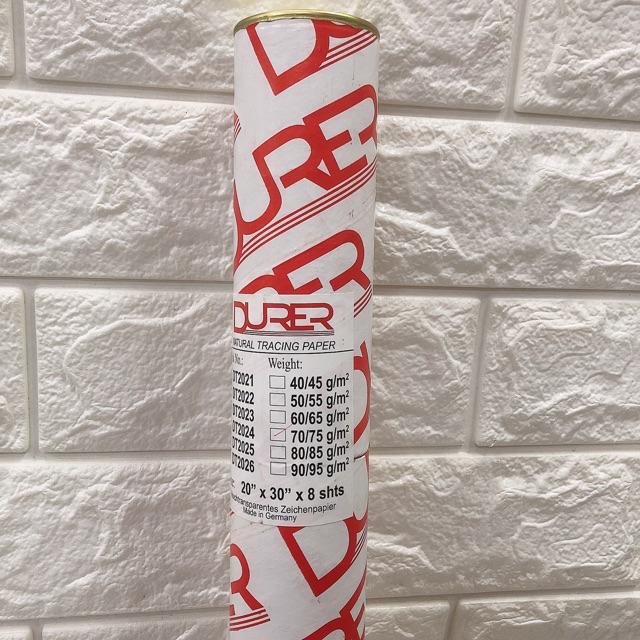 DURER
DURER
DURER
NATURAL TRACING PAPER
No.: Weight:
DT2021 40/45 g/m²
DT2022 50/55 g/m²
DT2023 60/65 g/m²
DT2024 70/75 g/m²
DT2025 80/85 g/m²
DT2026 90/95 g/m²
20" x 30" x 8 shts
Zeichenpapier
Made in Germany